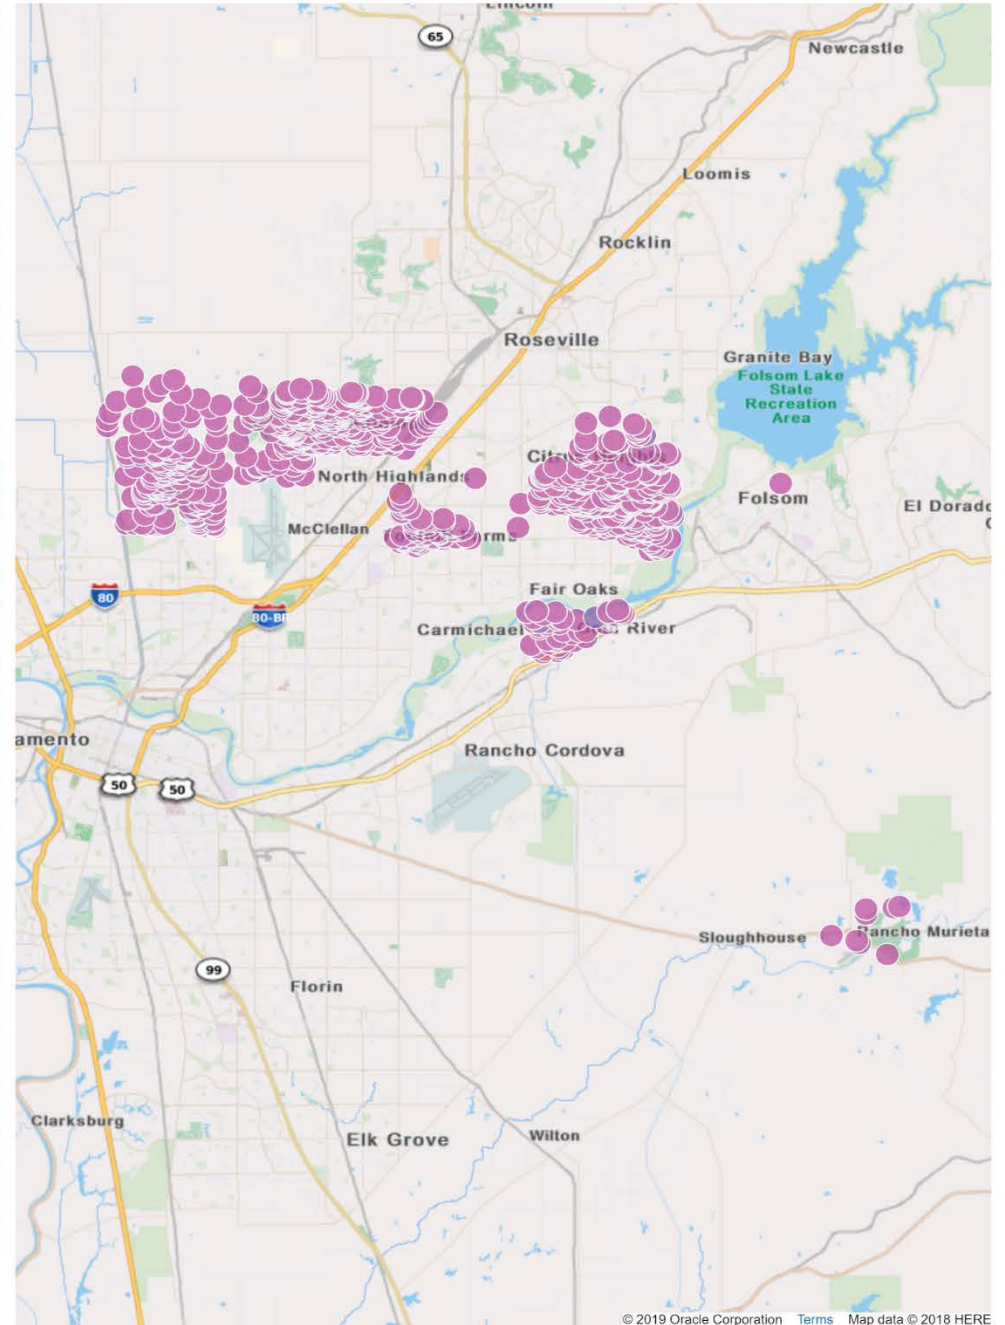 Lincoln
65
Newcastle
Loomis
Rocklin
Roseville
Granite Bay
Folsom Lake
State
Recreation
Area
North Highlands
Folsom
El Dorado
McClellan
80
80-BR
Fair Oaks
Carmichael
River
amento
Rancho Cordova
50
50
Sloughhouse
Rancho Murieta
99
Florin
Clarksburg
Elk Grove
Wilton
© 2019 Oracle Corporation Terms Map data © 2018 HERE